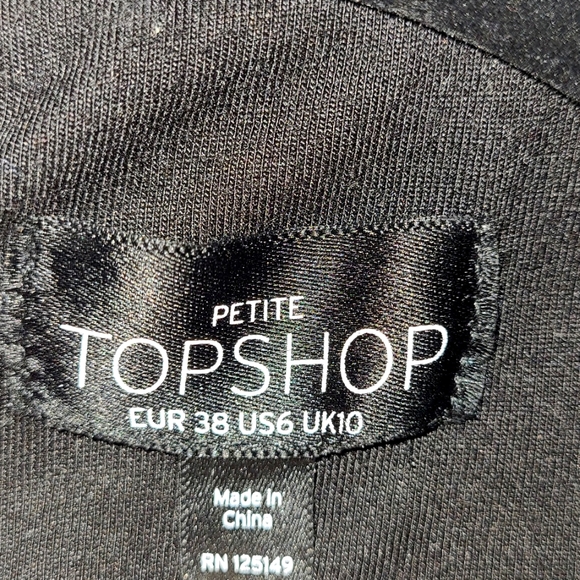 PETITE
TOPSHOP
EUR 38 US6 UK10
Made in
China
RN 125149